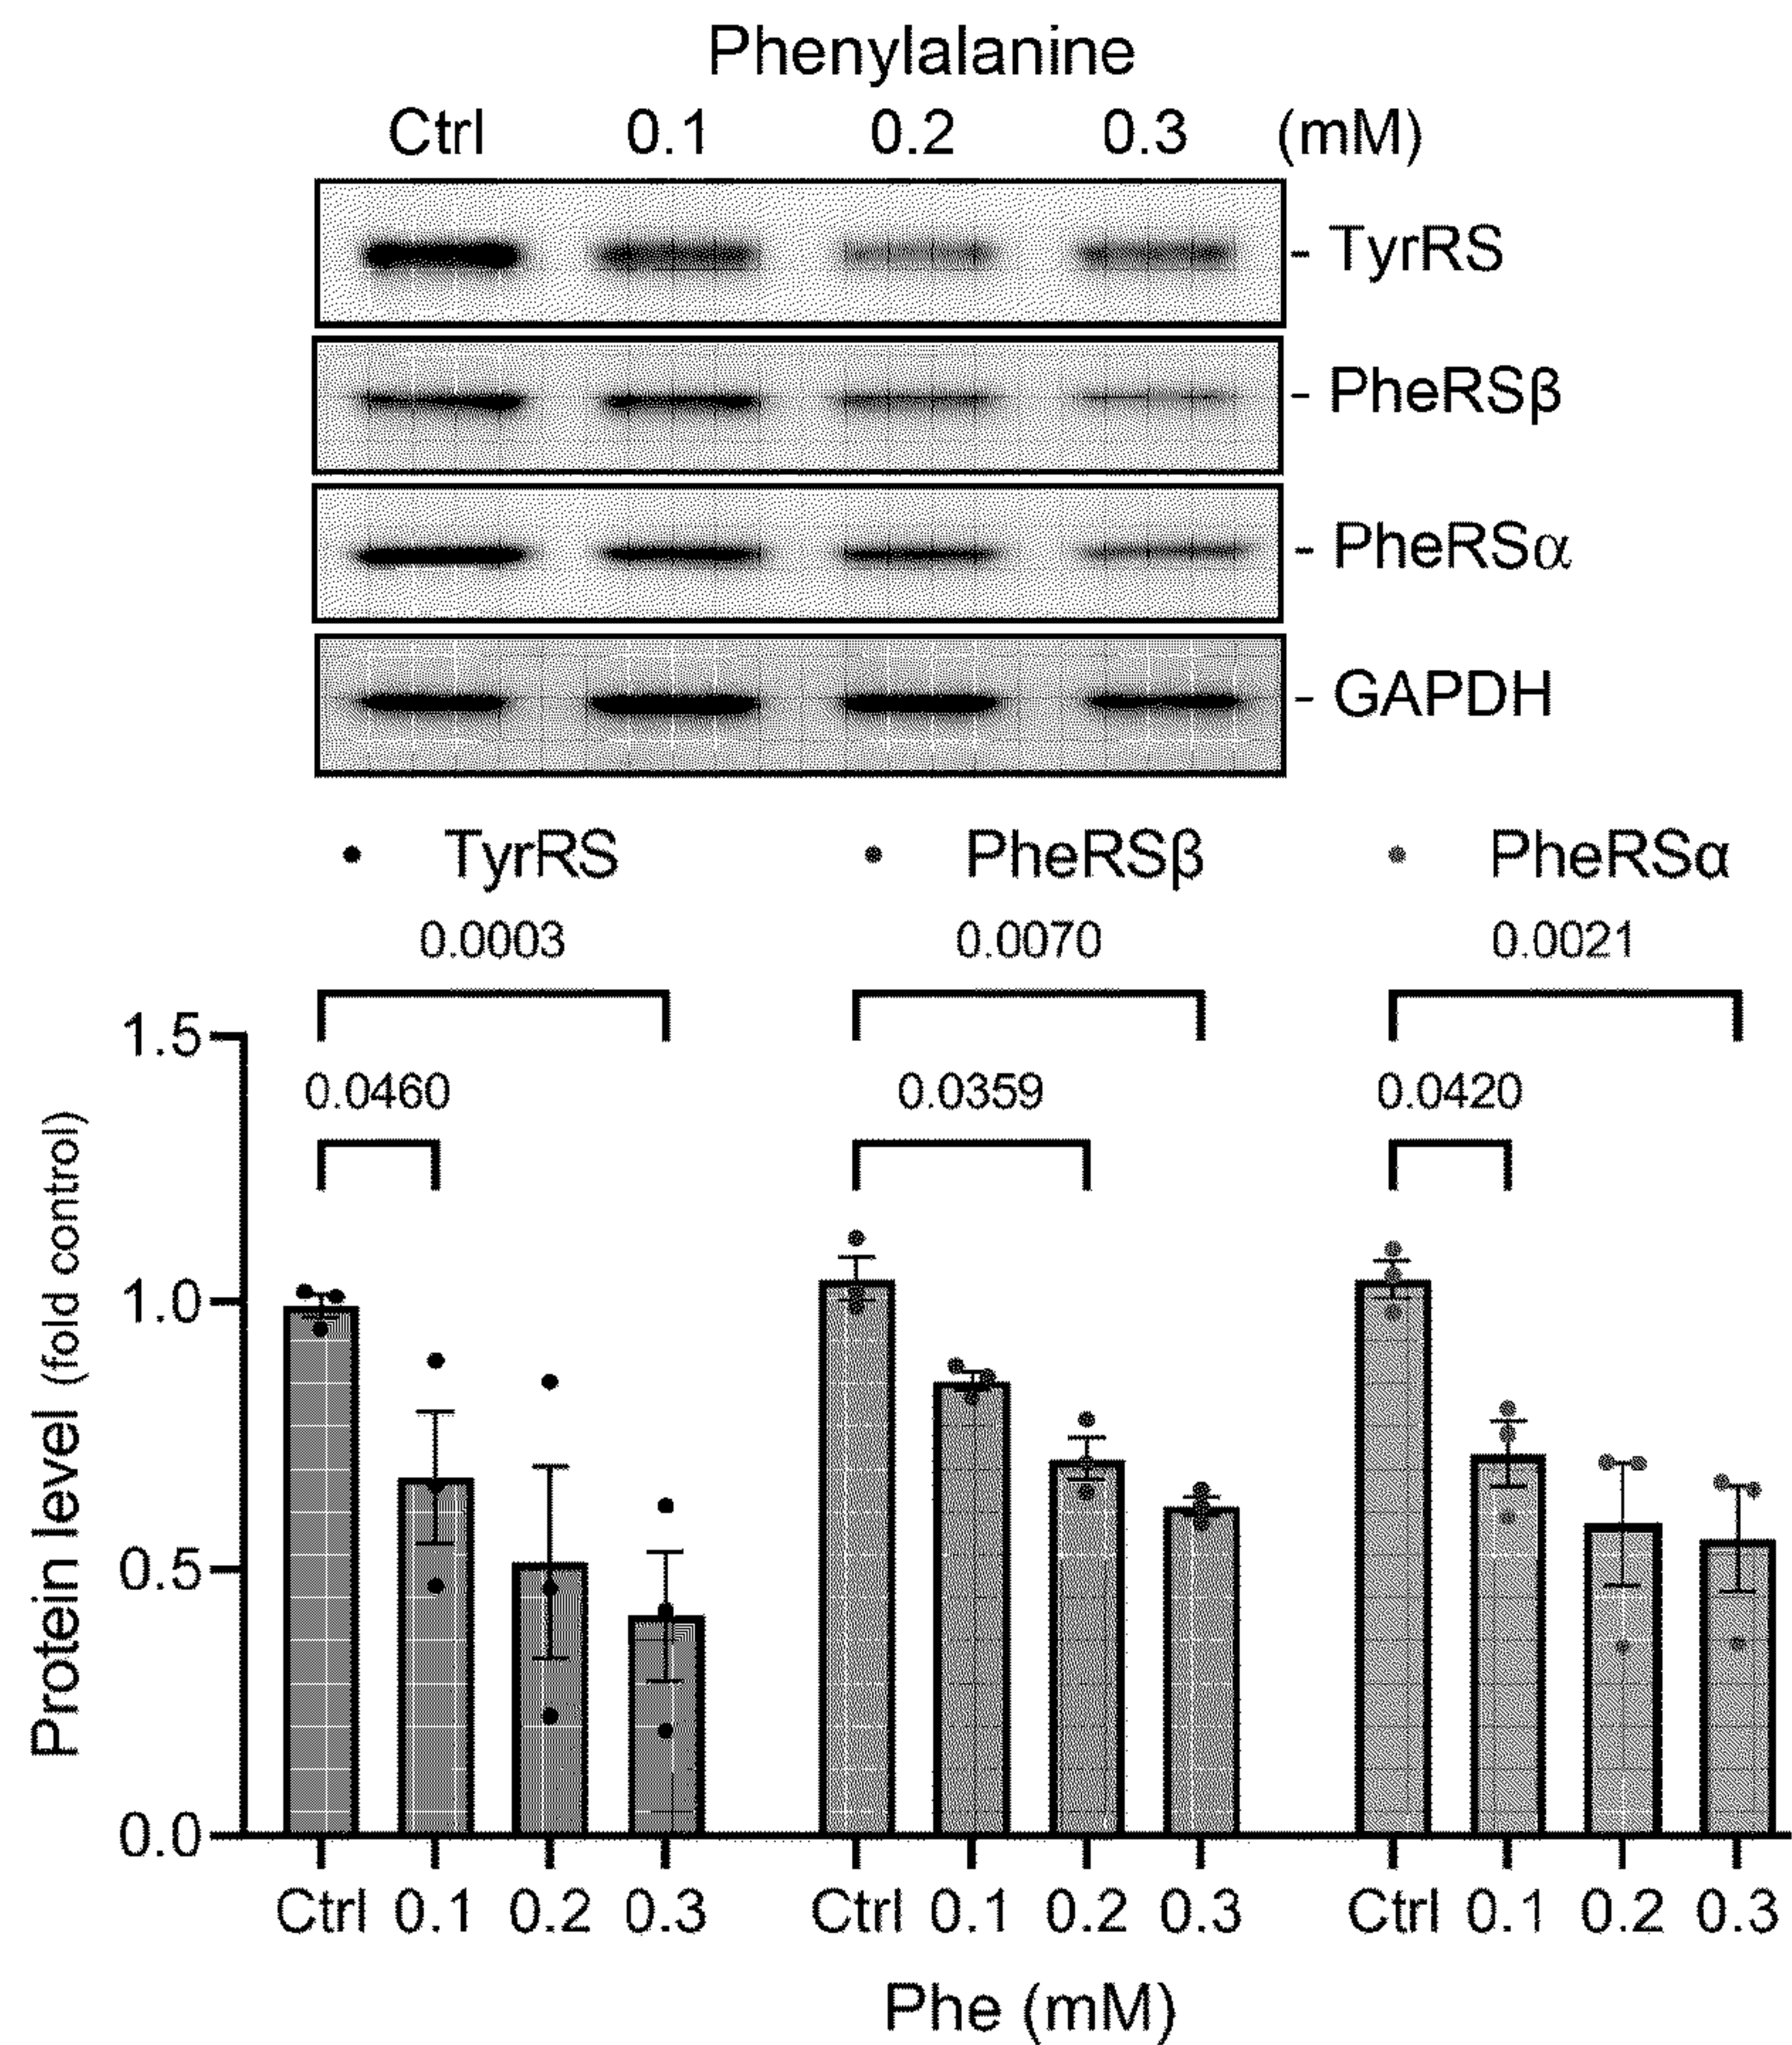 Phenylalanine
Ctrl 0.1 0.2 0.3 (mM)
- TyrRS
- PheRSβ
- PheRSα
- GAPDH
TyrRS PheRSβ PheRSα
0.0003 0.0070 0.0021
1.5
0.0460 0.0359 0.0420
1.0
0.5
0.0
Protein level (fold control)
Ctrl 0.1 0.2 0.3 Ctrl 0.1 0.2 0.3 Ctrl 0.1 0.2 0.3
Phe (mM)